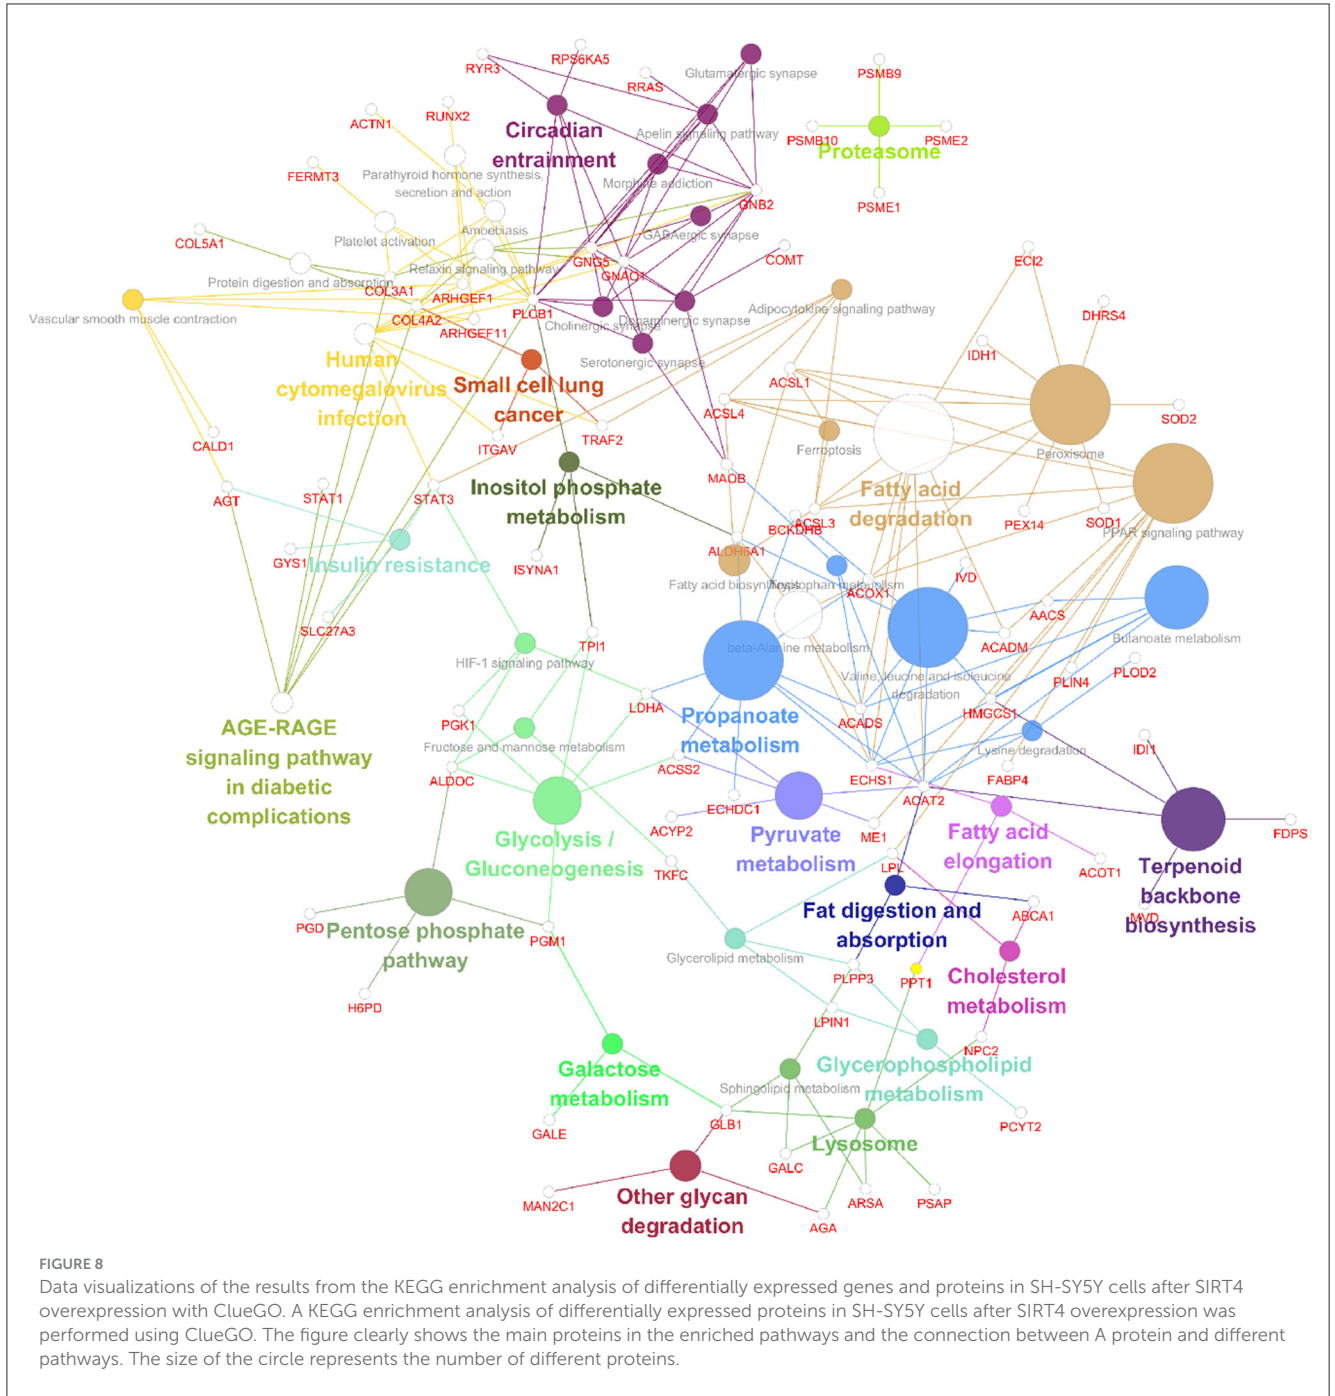 RPS6KA5
RYR3
Glutamatergic synapse
PSMB9
RRAS
ACTN1
RUNX2
Circadian
entrainment
Apelin signaling pathway
PSMB10
PSME2
Proteasome
FERMT3
Parathyroid hormone synthesis,
secretion and action
Morphine addiction
GNB2
PSME1
COL5A1
Platelet activation
Amoebiasis
GABAergic synapse
COMT
ECI2
Protein digestion and absorption
Relaxin signaling pathway
GNG5
GNAQ1
COL3A1
ARHGEF1
Vascular smooth muscle contraction
COL4A2
ARHGEF11
PLCB1
Cholinergic synapse
Dopaminergic synapse
Adipocytokine signaling pathway
DHRS4
Human
cytomegalovirus
infection
Small cell lung
cancer
Serotonergic synapse
IDH1
ACSL1
ACSL4
SOD2
CALD1
ITGAV
TRAF2
Ferroptosis
Peroxisome
MAOB
AGT
STAT1
STAT3
Inositol phosphate
metabolism
Fatty acid
degradation
BCKDHB
ACSL3
PEX14
SOD1
PPAR signaling pathway
GYS1
Insulin resistance
ISYNA1
ALDH6A1
Fatty acid biosynthesis
Tryptophan metabolism
ACOX1
IVD
SLC27A3
AACS
TPI1
beta-Alanine metabolism
ACADM
Butanoate metabolism
HIF-1 signaling pathway
Valine, leucine and isoleucine
degradation
PLIN4
PLOD2
LDHA
AGE-RAGE
signaling pathway
in diabetic
complications
PGK1
Fructose and mannose metabolism
Propanoate
metabolism
ACADS
HMGCS1
Lysine degradation
IDI1
ALDOC
ACSS2
ECHS1
FABP4
ACAT2
ECHDC1
ACYP2
Glycolysis /
Gluconeogenesis
Pyruvate
metabolism
ME1
Fatty acid
elongation
FDPS
TKFC
LPL
ACOT1
Terpenoid
backbone
biosynthesis
MVD
PGD
Pentose phosphate
pathway
PGM1
Fat digestion and
absorption
ABCA1
Glycerolipid metabolism
PLPP3
PPT1
Cholesterol
metabolism
H6PD
LPIN1
NPC2
Galactose
metabolism
Glycerophospholipid
metabolism
Sphingolipid metabolism
GALE
GLB1
PCYT2
Lysosome
GALC
MAN2C1
Other glycan
degradation
ARSA
PSAP
AGA
FIGURE 8
Data visualizations of the results from the KEGG enrichment analysis of differentially expressed genes and proteins in SH-SY5Y cells after SIRT4
overexpression with ClueGO. A KEGG enrichment analysis of differentially expressed proteins in SH-SY5Y cells after SIRT4 overexpression was
performed using ClueGO. The figure clearly shows the main proteins in the enriched pathways and the connection between A protein and different
pathways. The size of the circle represents the number of different proteins.